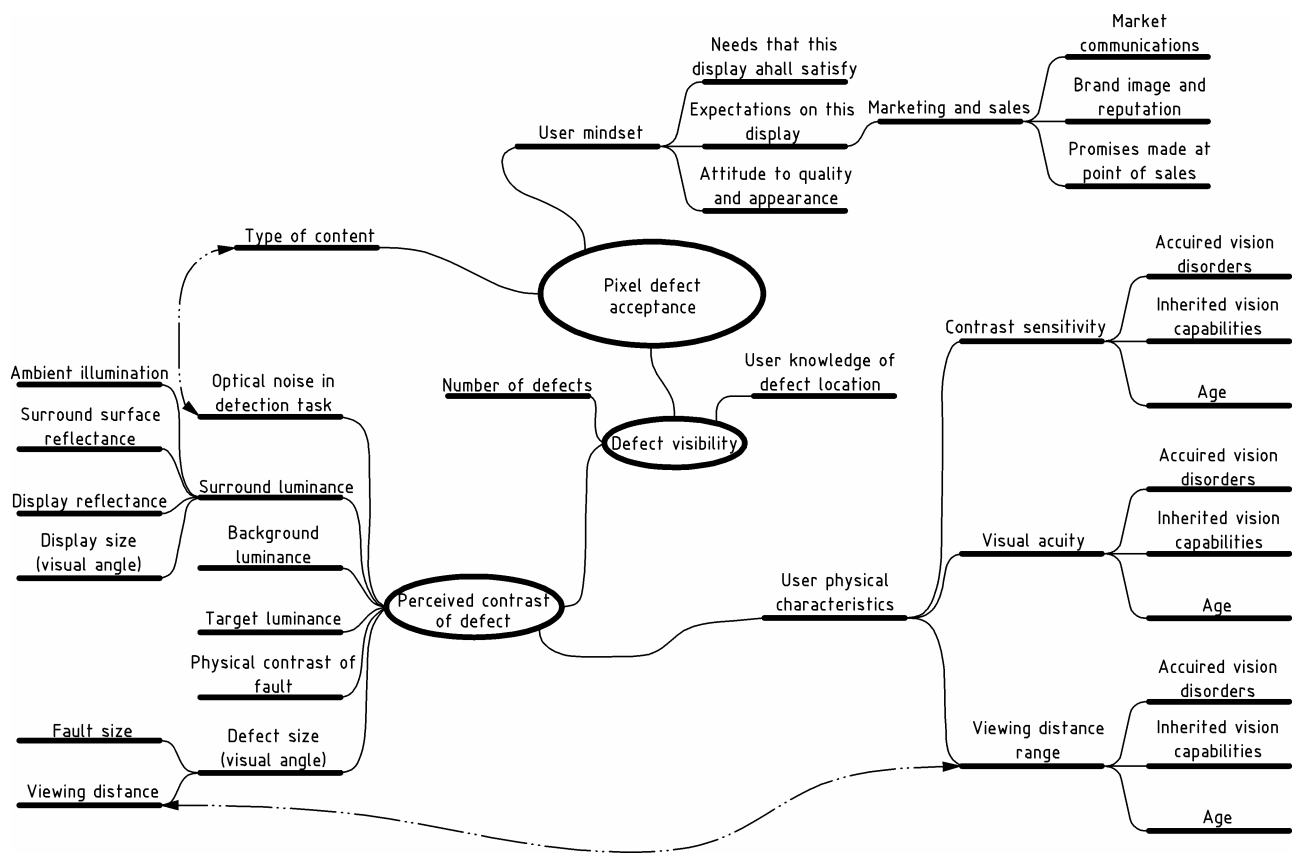 Market
communications
Needs that this
display ahall satisfy
Brand image and
reputation
Marketing and sales
Expectations on this
display
User mindset
Promises made at
point of sales
Attitude to quality
and appearance
Type of content
Pixel defect
acceptance
Accuired vision
disorders
Inherited vision
capabilities
Contrast sensitivity
Age
User knowledge of
defect location
Number of defects
Defect visibility
Ambient illumination
Optical noise in
detection task
Surround surface
reflectance
Surround luminance
Display reflectance
Display size
(visual angle)
Background
luminance
Perceived contrast
of defect
Target luminance
Physical contrast of
fault
Defect size
(visual angle)
Fault size
Viewing distance
User physical
characteristics
Accuired vision
disorders
Inherited vision
capabilities
Visual acuity
Age
Accuired vision
disorders
Viewing distance
range
Inherited vision
capabilities
Age